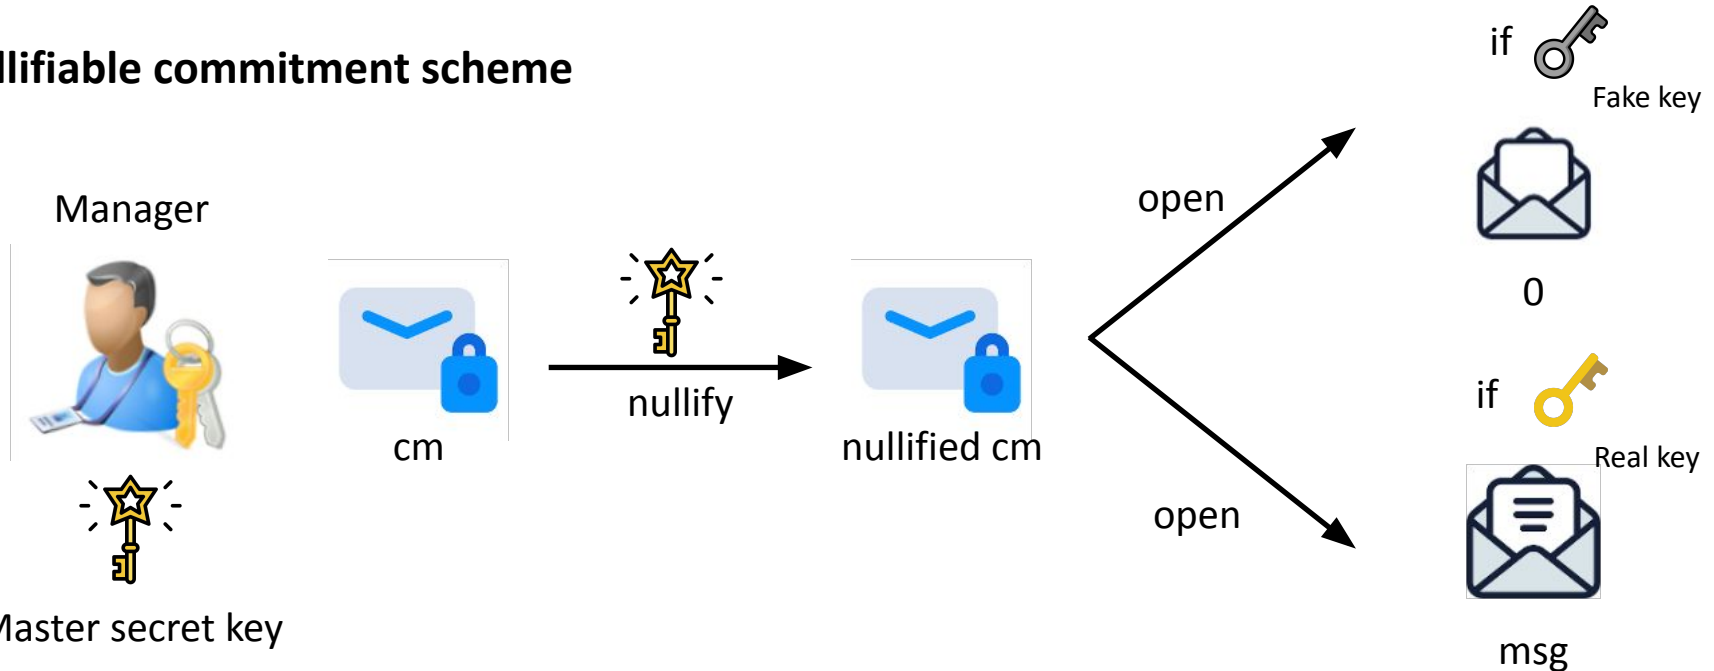 llifiable commitment scheme
Manager
Master secret key
cm
nullify
nullified cm
open
open
if
Fake key
0
if
Real key
msg